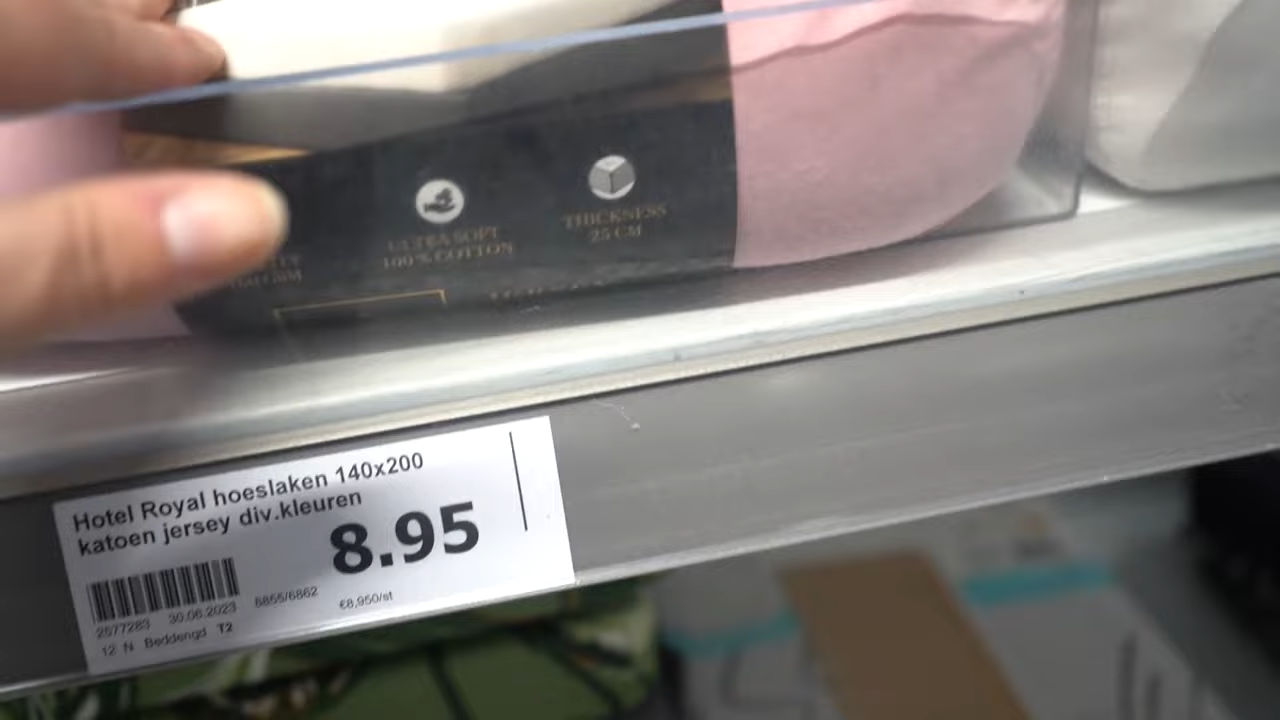 ULTRA SOFT
100% COTTON
THICKNESS
25 CM
Hotel Royal hoeslaken 140x200
katoen jersey div.kleuren
8.95
2577283 30.06.2023 6855/6862 €8,950/st
12 N Beddengd T2